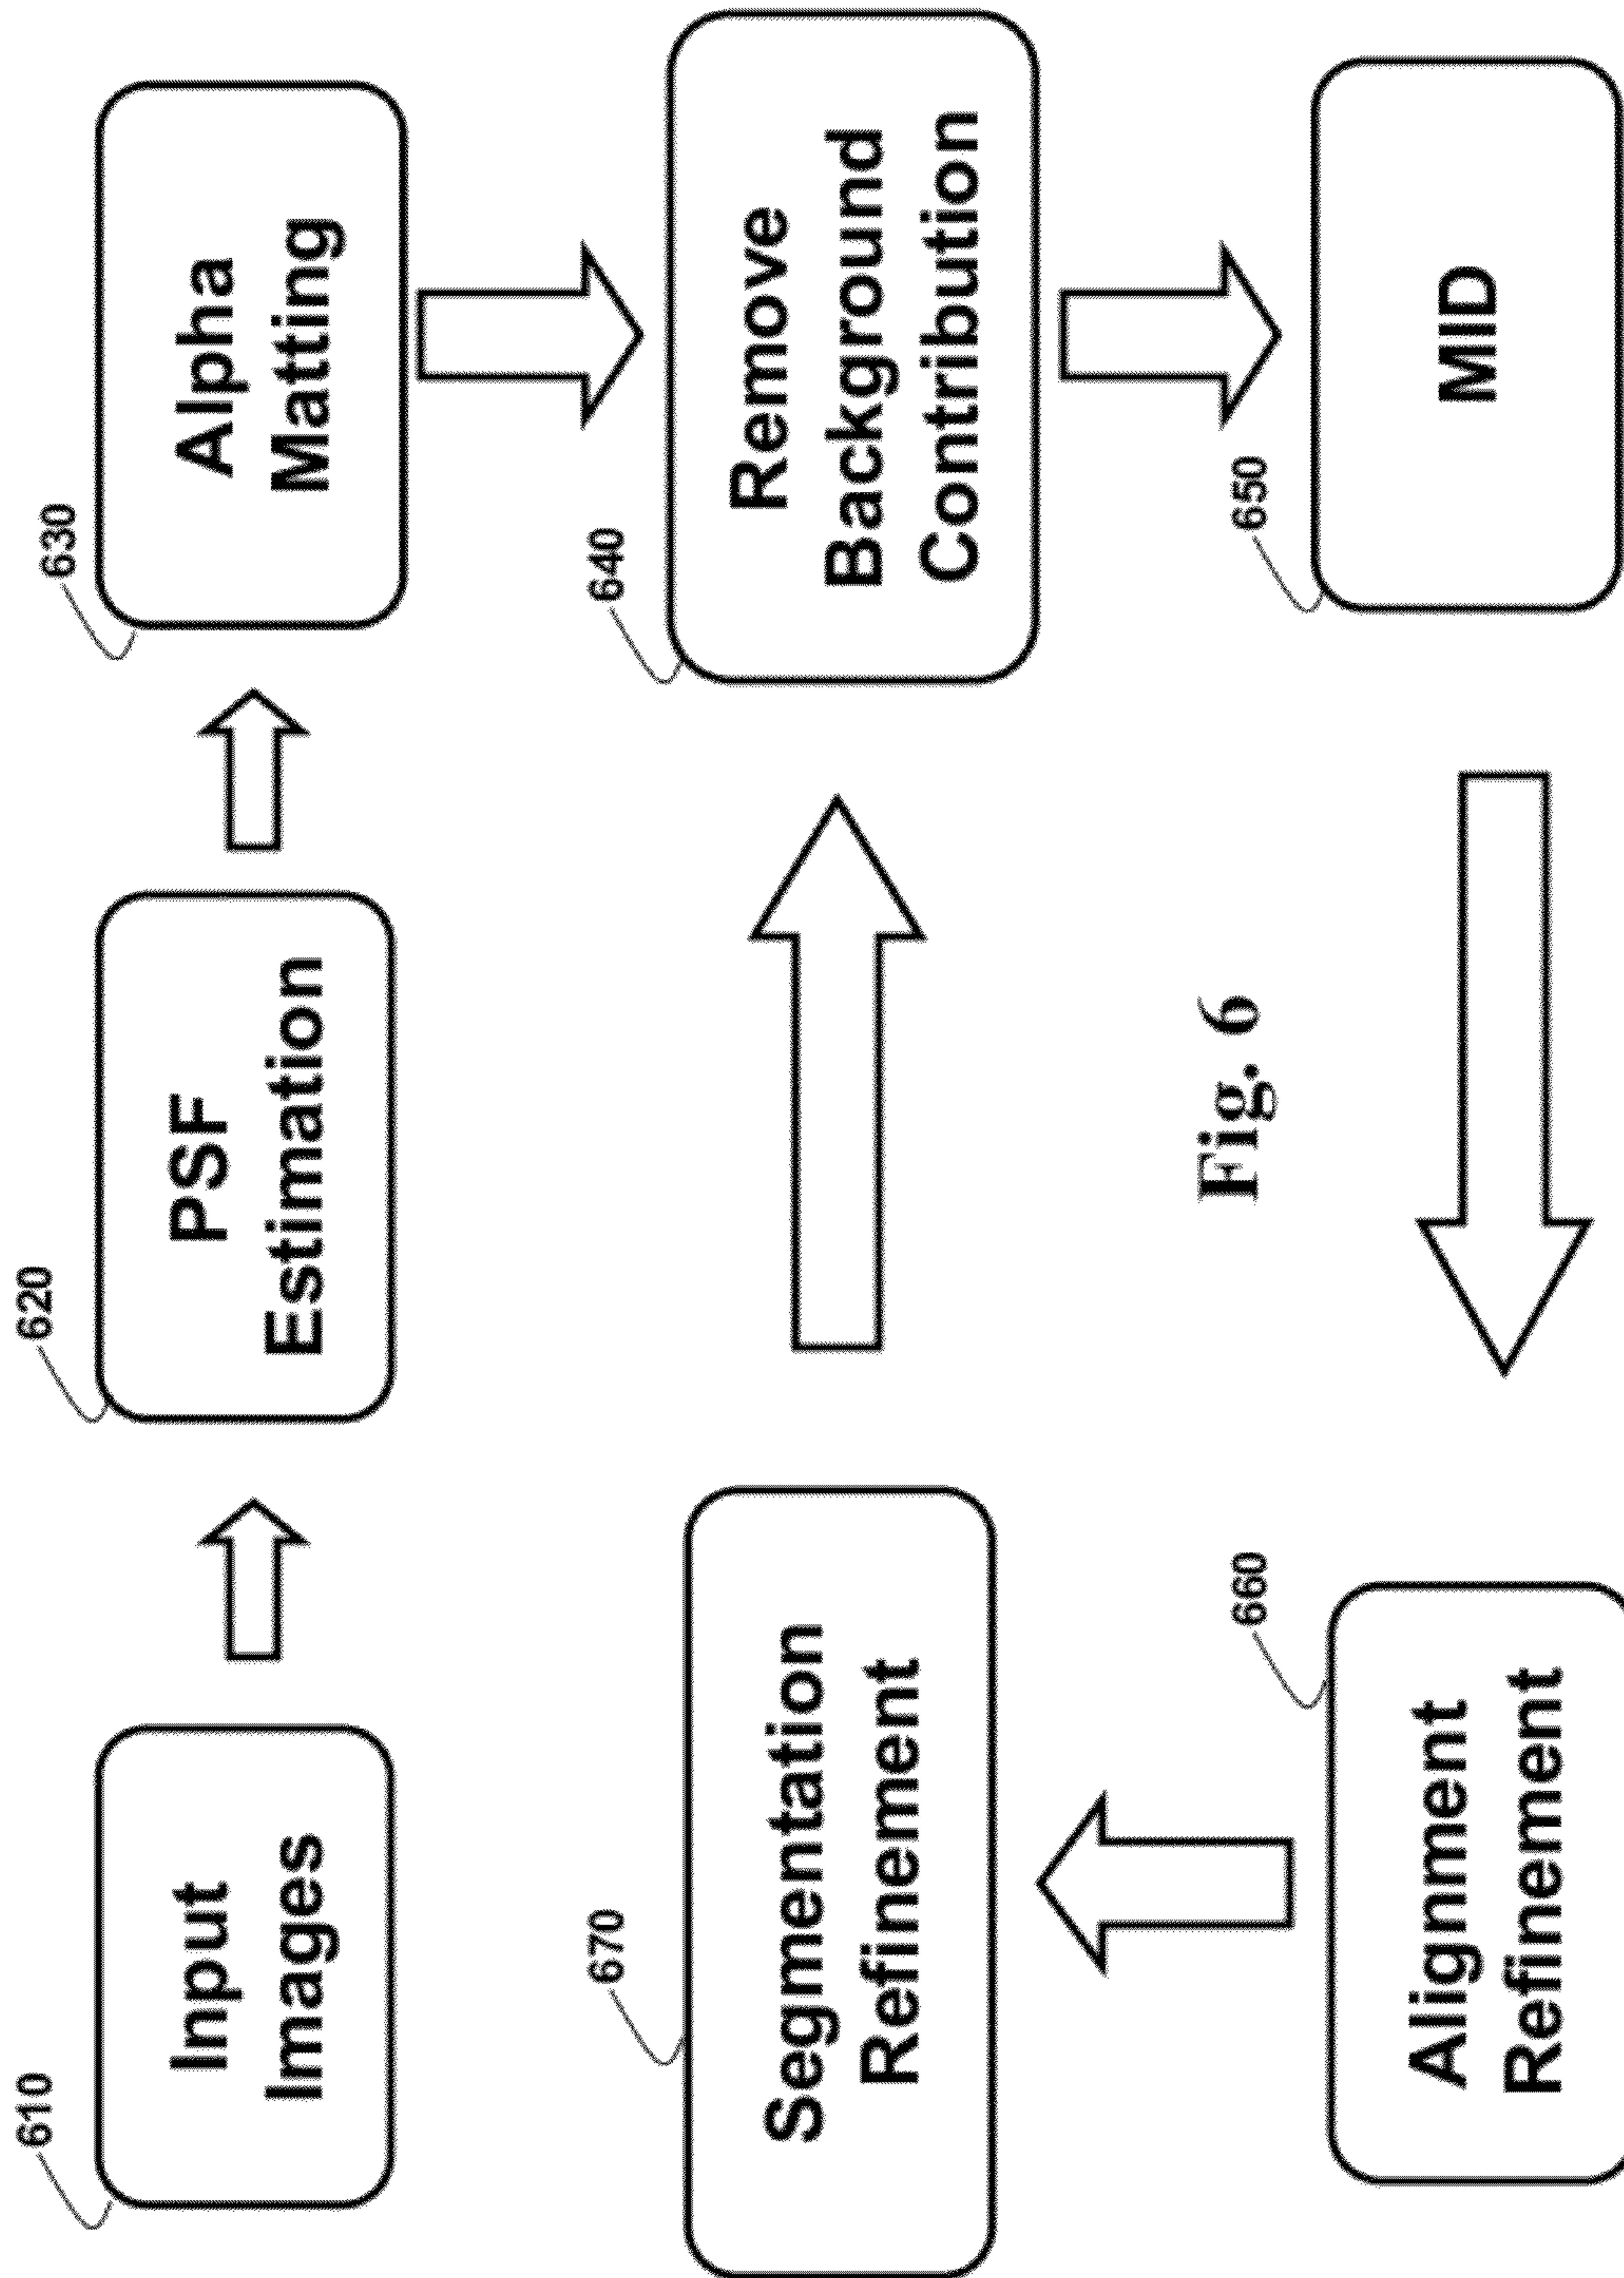 610
Input
Images
620
PSF
Estimation
630
Alpha
Matting
670
Segmentation
Refinement
640
Remove
Background
Contribution
Fig. 6
660
Alignment
Refinement
650
MID